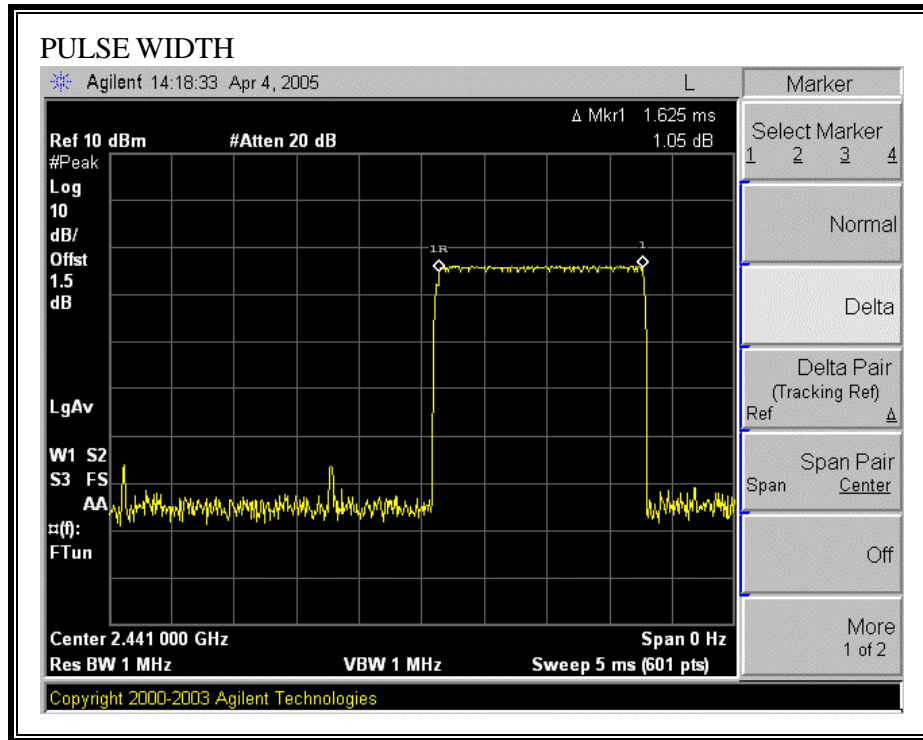 PULSE WIDTH
Agilent 14:18:33 Apr 4, 2005 L
Marker
Δ Mkr1 1.625 ms
Ref 10 dBm #Atten 20 dB 1.05 dB
#Peak
Log
10
dB/
Offst
1.5
dB
1R
1
LgAv
W1 S2
S3 FS
AA
¤(f):
FTun
Center 2.441 000 GHz Span 0 Hz
Res BW 1 MHz VBW 1 MHz Sweep 5 ms (601 pts)
Select Marker
1 2 3 4
Normal
Delta
Delta Pair
(Tracking Ref)
Ref Δ
Span Pair
Span Center
Off
More
1 of 2
Copyright 2000-2003 Agilent Technologies